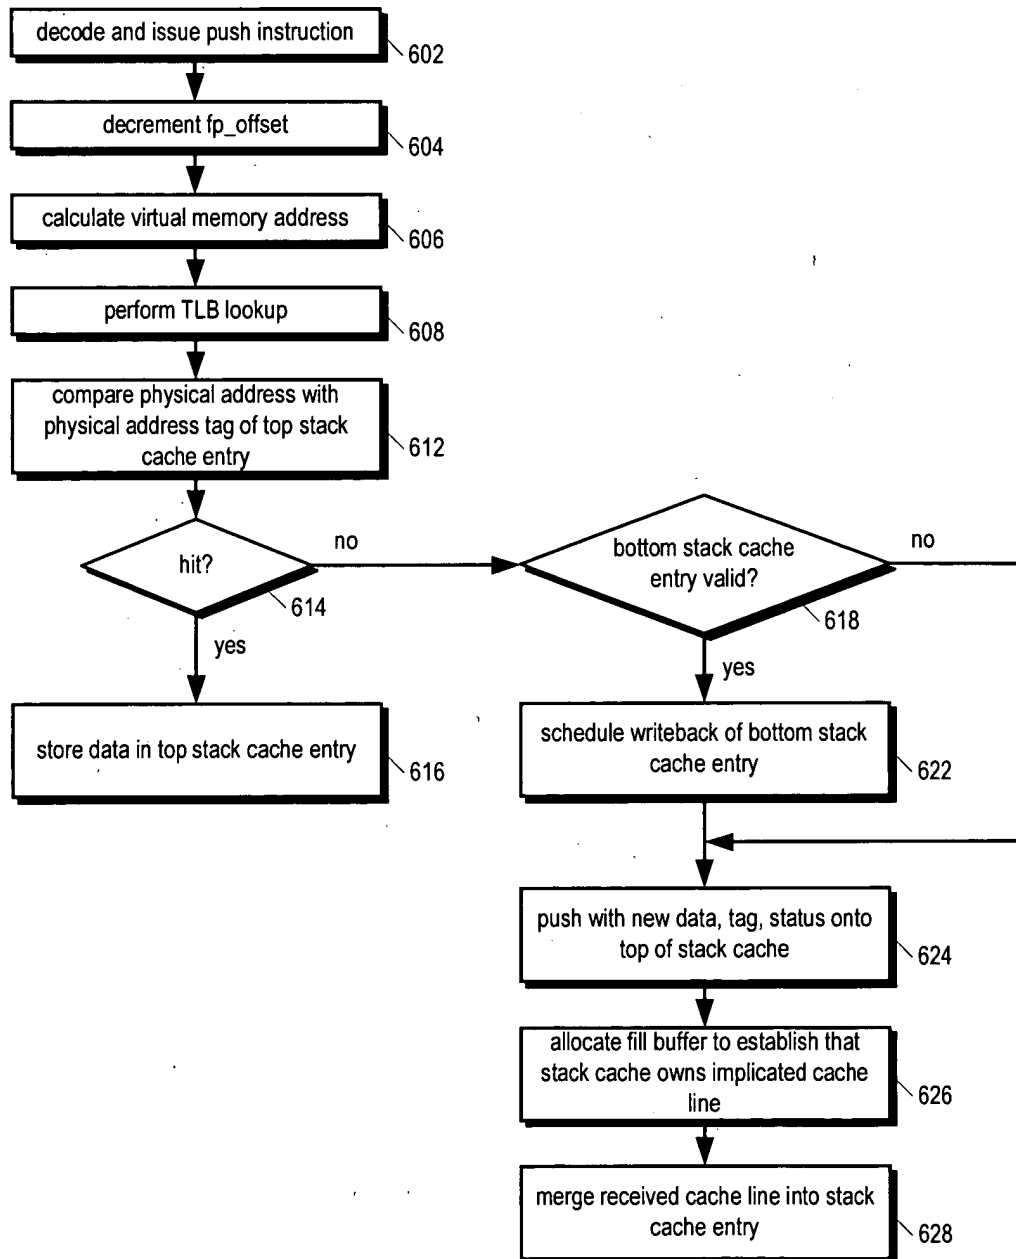 decode and issue push instruction
602
decrement fp_offset
604
calculate virtual memory address
606
perform TLB lookup
608
compare physical address with
physical address tag of top stack
cache entry
612
hit?
614
no
yes
store data in top stack cache entry
616
bottom stack cache
entry valid?
618
no
yes
schedule writeback of bottom stack
cache entry
622
push with new data, tag, status onto
top of stack cache
624
allocate fill buffer to establish that
stack cache owns implicated cache
line
626
merge received cache line into stack
cache entry
628